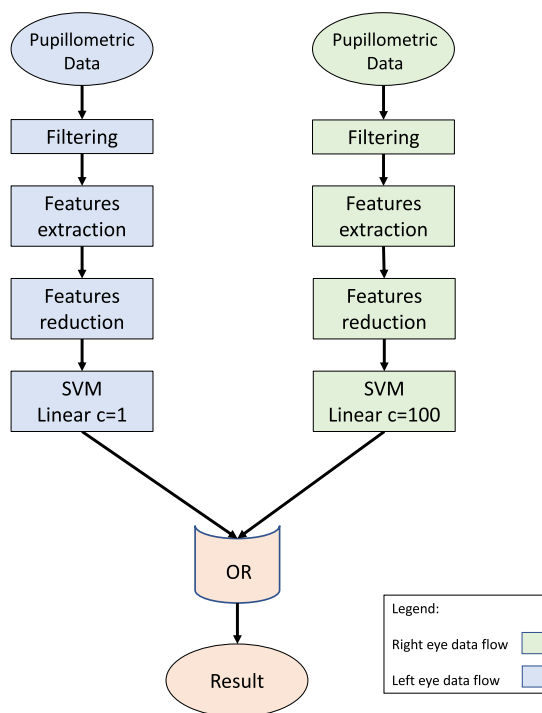 Pupillometric
Data
Filtering
Features
extraction
Features
reduction
SVM
Linear c=1
Pupillometric
Data
Filtering
Features
extraction
Features
reduction
SVM
Linear c=100
OR
Result
Legend:
Right eye data flow
Left eye data flow